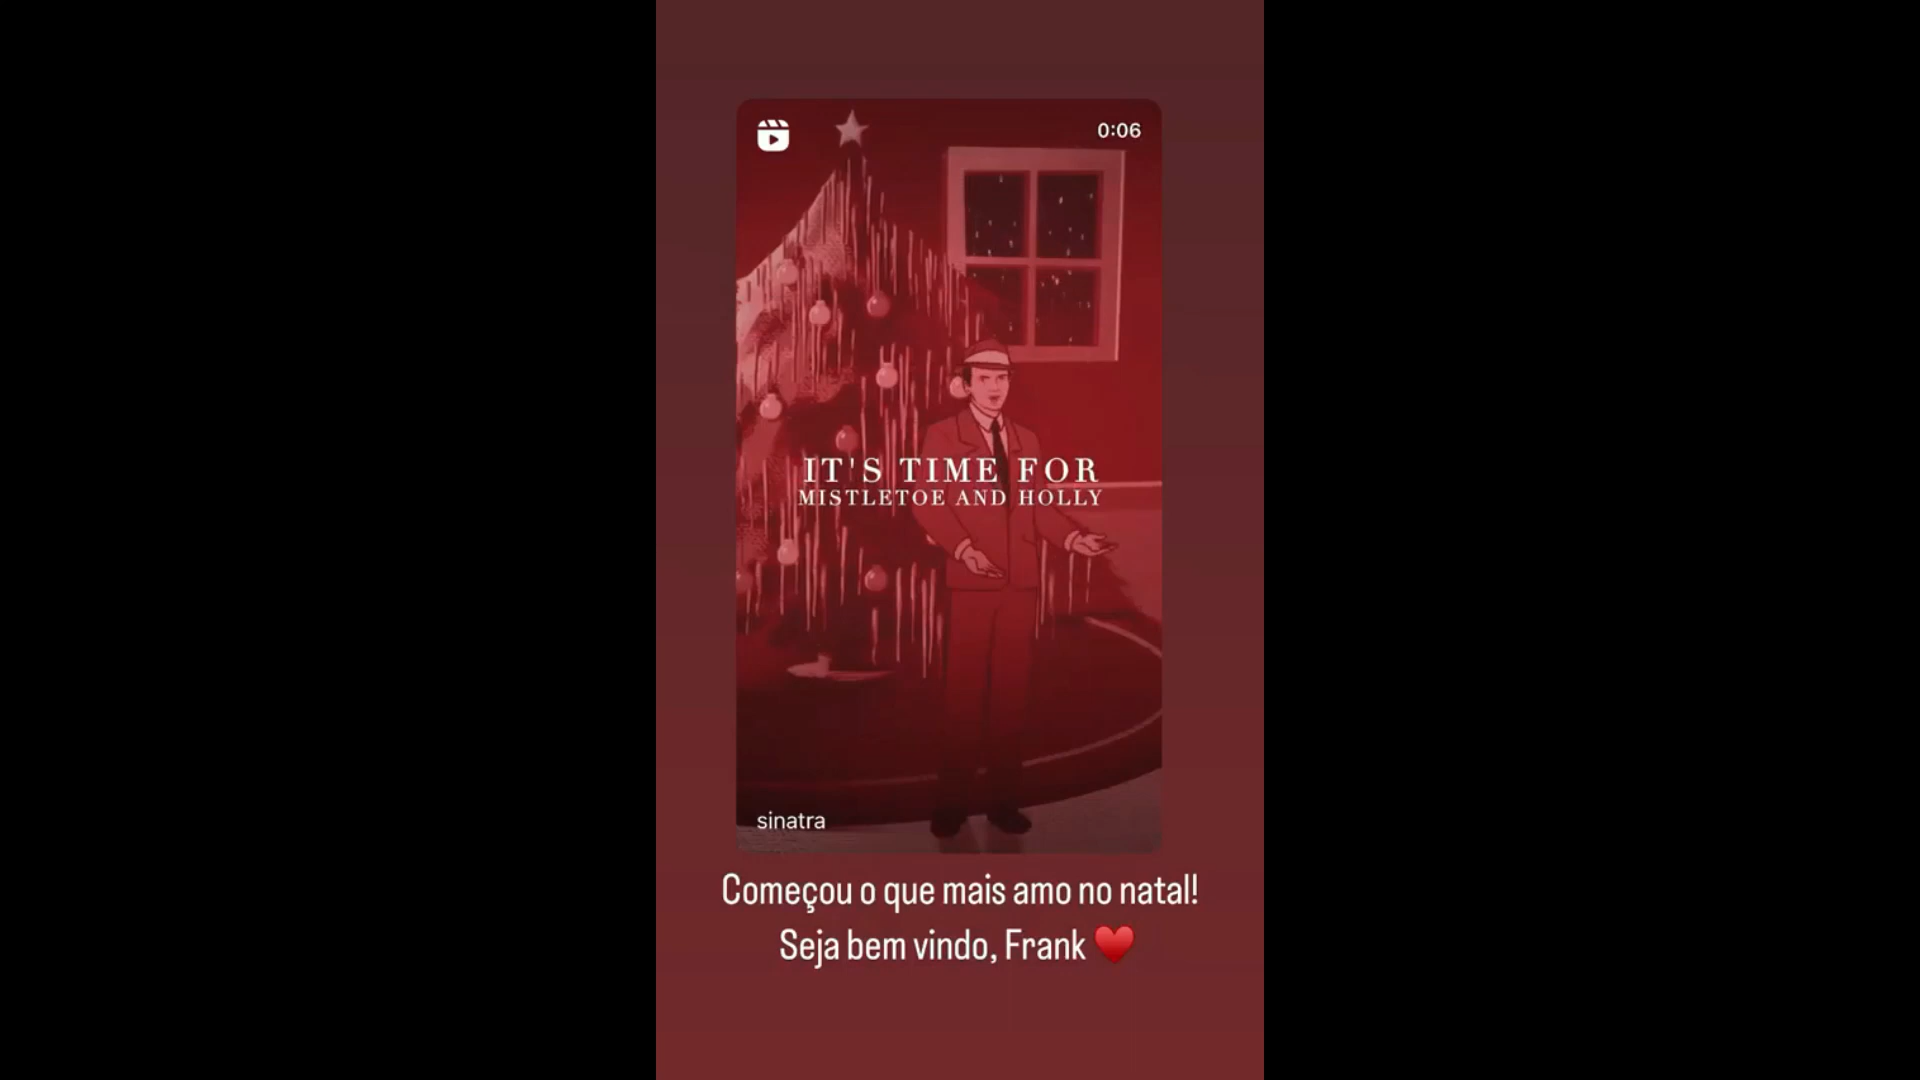 0:06
IT'S TIME FOR
MISTLETOE AND HOLLY
sinatra
Começou o que mais amo no natal!
Seja bem vindo, Frank ♥️